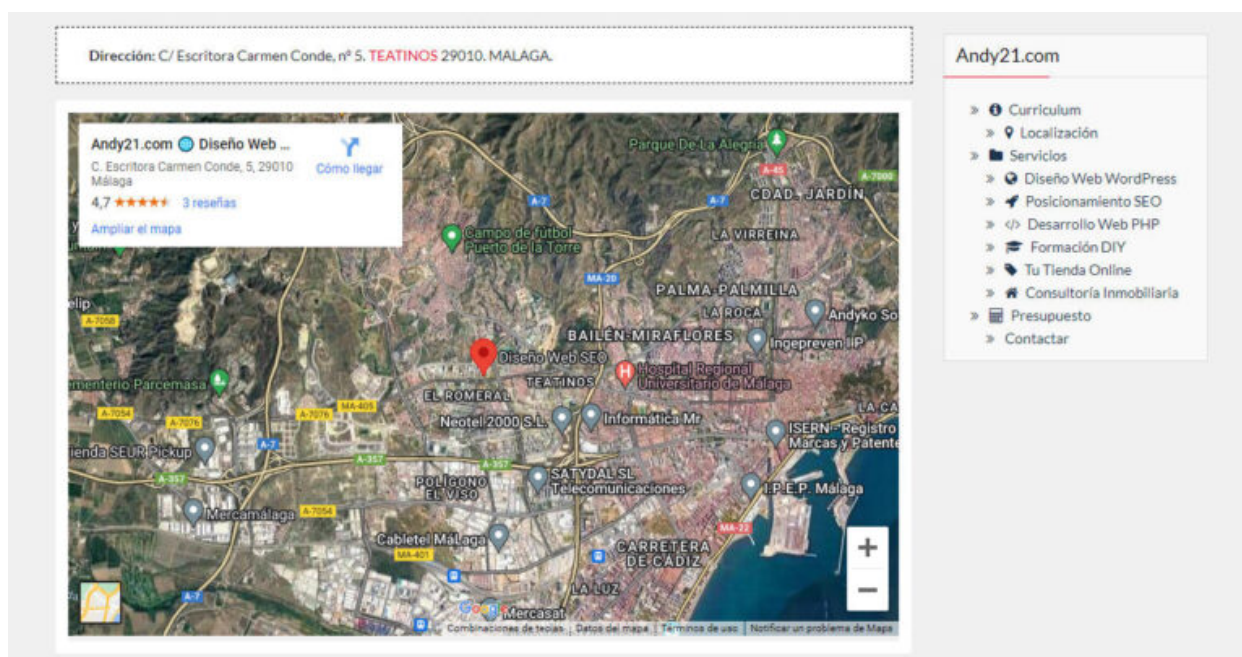 Dirección: C/ Escritora Carmen Conde, nº 5. TEATINOS 29010. MALAGA.
Andy21.com Diseño Web ...
C. Escritora Carmen Conde, 5, 29010
Málaga
Cómo llegar
4,7 3 reseñas
Ampliar el mapa
Parque De La Alegría
A-45
A-7000
A-7
A-7
CDAD. JARDÍN
Campo de fútbol
Puerto de la Torre
LA VIRREINA
MA-20
PALMA-PALMILLA
LA ROCA
Andyko So
A-7058
BAILÉN-MIRAFLORES
Ingepreven IIP
Diseño Web SEO
Hospital Regional
Universitario de Málaga
TEATINOS
ementerio Parcemasa
EL ROMERAL
A-7054
A-7076
A-7076
MA-405
LA CA
Neotel 2000 S.L.
Informática Mr
ISERN - Registro
Marcas y Patente
ienda SEUR Pickup
A-7
A-357
A-357
A-357
POLÍGONO
EL VISO
SATYDAL SL
Telecomunicaciones
I.P.E.P. Málaga
Mercamálaga
A-7054
MA-22
Cabletel MáLaga
MA-401
CARRETERA
DE CÁDIZ
LA LUZ
A-7
Google
Mercasat
Combinaciones de teclas
Datos del mapa
Términos de uso
Notificar un problema de Maps
Andy21.com
Curriculum
Localización
Servicios
Diseño Web WordPress
Posicionamiento SEO
Desarrollo Web PHP
Formación DIY
Tu Tienda Online
Consultoría Inmobiliaria
Presupuesto
Contactar